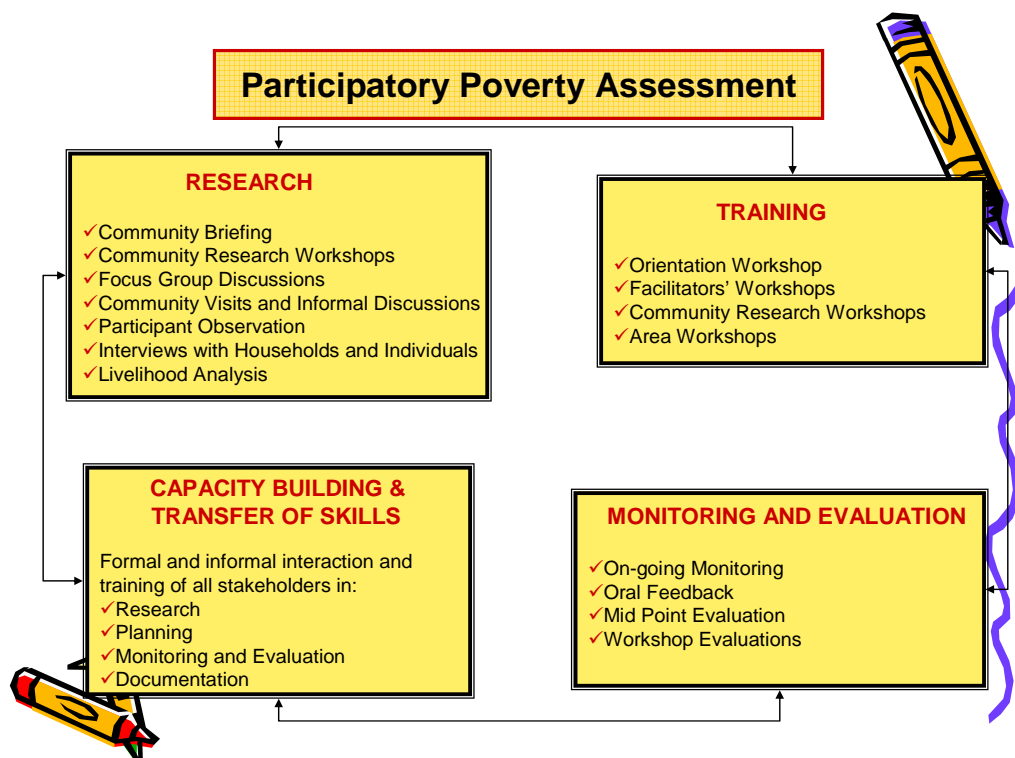 Participatory Poverty Assessment
RESEARCH
✓Community Briefing
✓Community Research Workshops
✓Focus Group Discussions
✓Community Visits and Informal Discussions
✓Participant Observation
✓Interviews with Households and Individuals
✓Livelihood Analysis
TRAINING
✓Orientation Workshop
✓Facilitators’ Workshops
✓Community Research Workshops
✓Area Workshops
CAPACITY BUILDING &
TRANSFER OF SKILLS
Formal and informal interaction and
training of all stakeholders in:
✓Research
✓Planning
✓Monitoring and Evaluation
✓Documentation
MONITORING AND EVALUATION
✓On-going Monitoring
✓Oral Feedback
✓Mid Point Evaluation
✓Workshop Evaluations